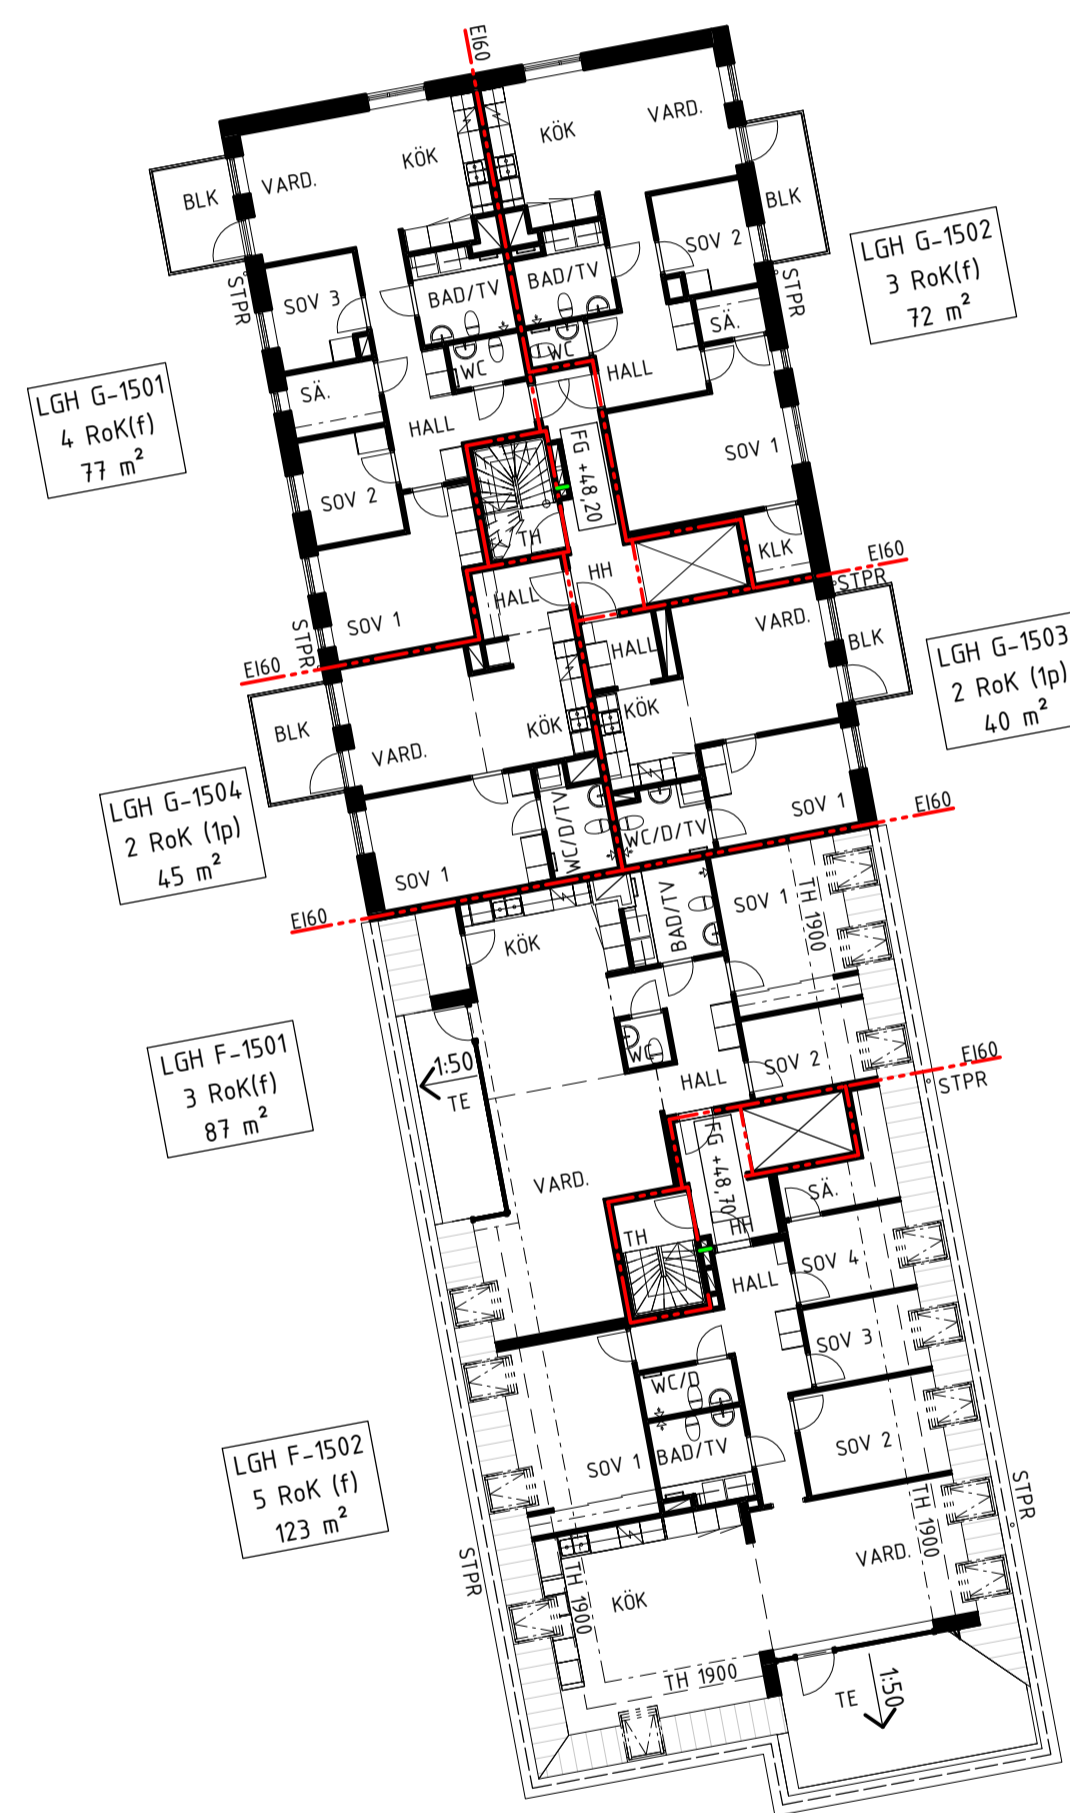 EI60
VARD.
KÖK
KÖK
VARD.
BLK
BLK
SOV 2
LGH G-1502
3 RoK(f)
72 m²
BAD/TV
BAD/TV
SOV 3
STPR
STPR
SÄ.
WC
WC
HALL
LGH G-1501
4 RoK(f)
77 m²
SÄ.
HALL
SOV 1
FG +48,20
SOV 2
TH
KLK
EI60
STPR
HH
HALL
SOV 1
STPR
VARD.
BLK
HALL
EI60
LGH G-1503
2 RoK (1p)
40 m²
KÖK
KÖK
BLK
VARD.
LGH G-1504
2 RoK (1p)
45 m²
SOV 1
EI60
WC/D/TV
WC/D/TV
SOV 1
EI60
SOV 1
TH 1900
BAD/TV
KÖK
LGH F-1501
3 RoK(f)
87 m²
1:50
TE
WC
SOV 2
EI60
STPR
HALL
FG +48,70
VARD.
SÄ.
HH
TH
SOV 4
HALL
SOV 3
WC/D
LGH F-1502
5 RoK (f)
123 m²
SOV 1
BAD/TV
SOV 2
STPR
TH 1900
VARD.
STPR
TH 1900
KÖK
TH 1900
TE
1:50